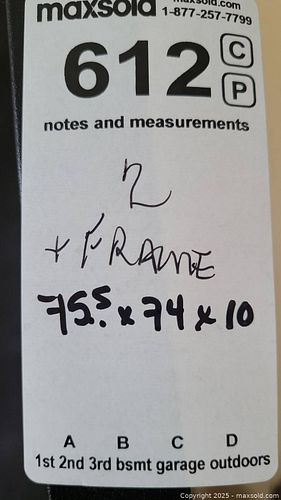 maxsold maxsold.com
1-877-257-7799
612 C
P
notes and measurements
2
+ FRAME
75.5 x 74 x 10
A B C D
1st 2nd 3rd bsmt garage outdoors
Copyright © 2025 - maxsold.com